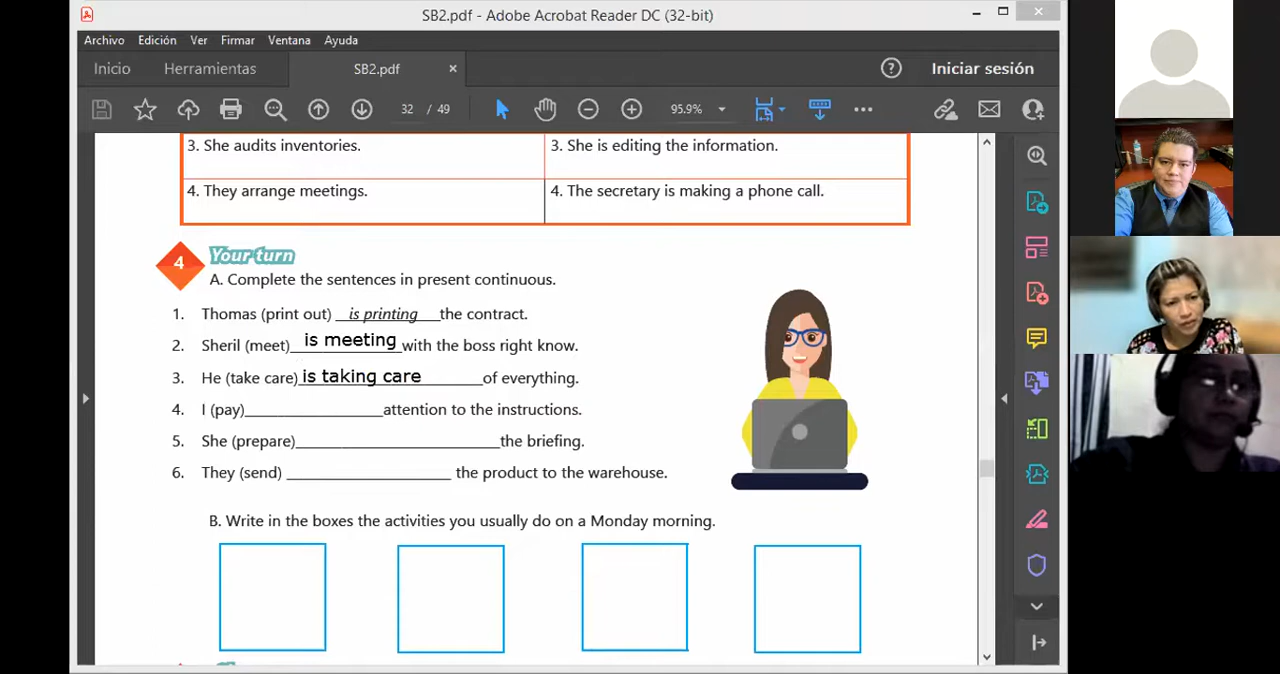 SB2.pdf - Adobe Acrobat Reader DC (32-bit)
Archivo Edición Ver Firmar Ventana Ayuda
Inicio Herramientas SB2.pdf × ? Iniciar sesión
32 / 49 95.9%
3. She audits inventories. 3. She is editing the information.
4. They arrange meetings. 4. The secretary is making a phone call.
4 Your turn
A. Complete the sentences in present continuous.
1. Thomas (print out) __is printing___the contract.
2. Sheril (meet) is meeting with the boss right know.
3. He (take care) is taking care of everything.
4. I (pay)________________attention to the instructions.
5. She (prepare)________________________the briefing.
6. They (send) ___________________ the product to the warehouse.
B. Write in the boxes the activities you usually do on a Monday morning.